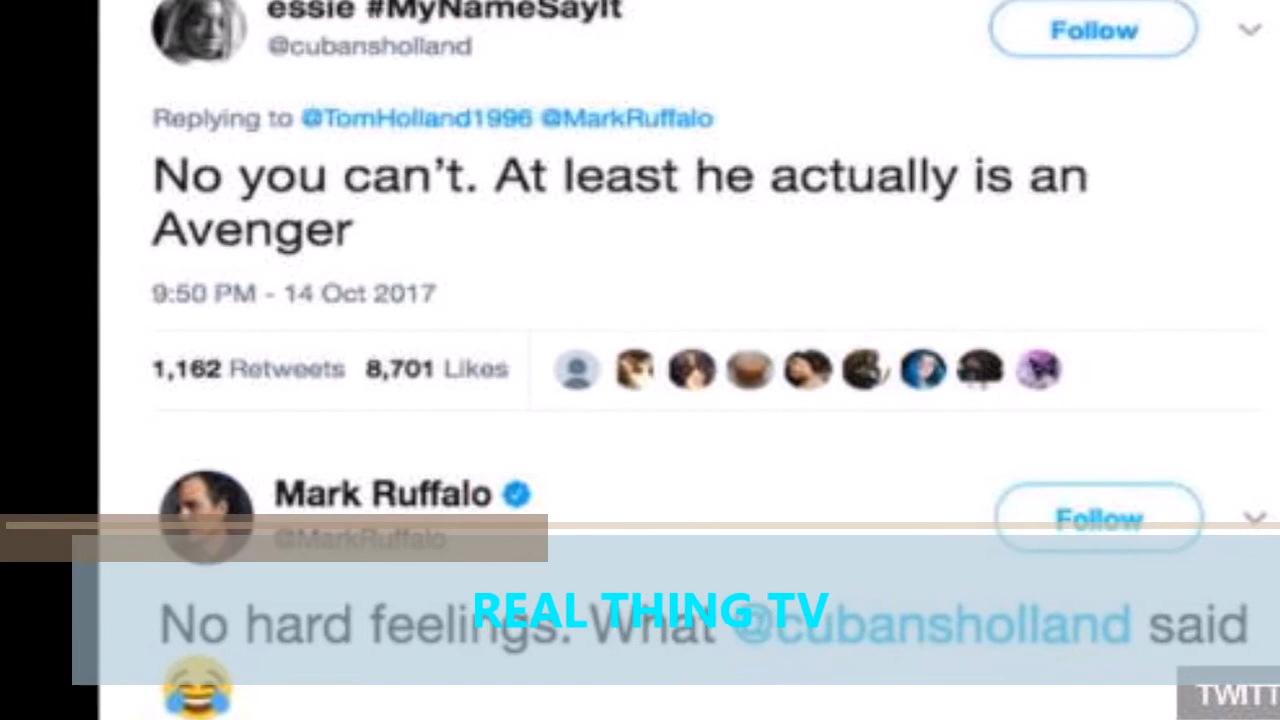 essie #MyNameSayIt
@cubansholland
Follow
Replying to @TomHolland1996 @MarkRuffalo
No you can't. At least he actually is an
Avenger
9:50 PM - 14 Oct 2017
1,162 Retweets 8,701 Likes
Mark Ruffalo
@MarkRuffalo
Follow
No hard feelings. What @cubansholland said
😂
REAL THING TV
TWITT